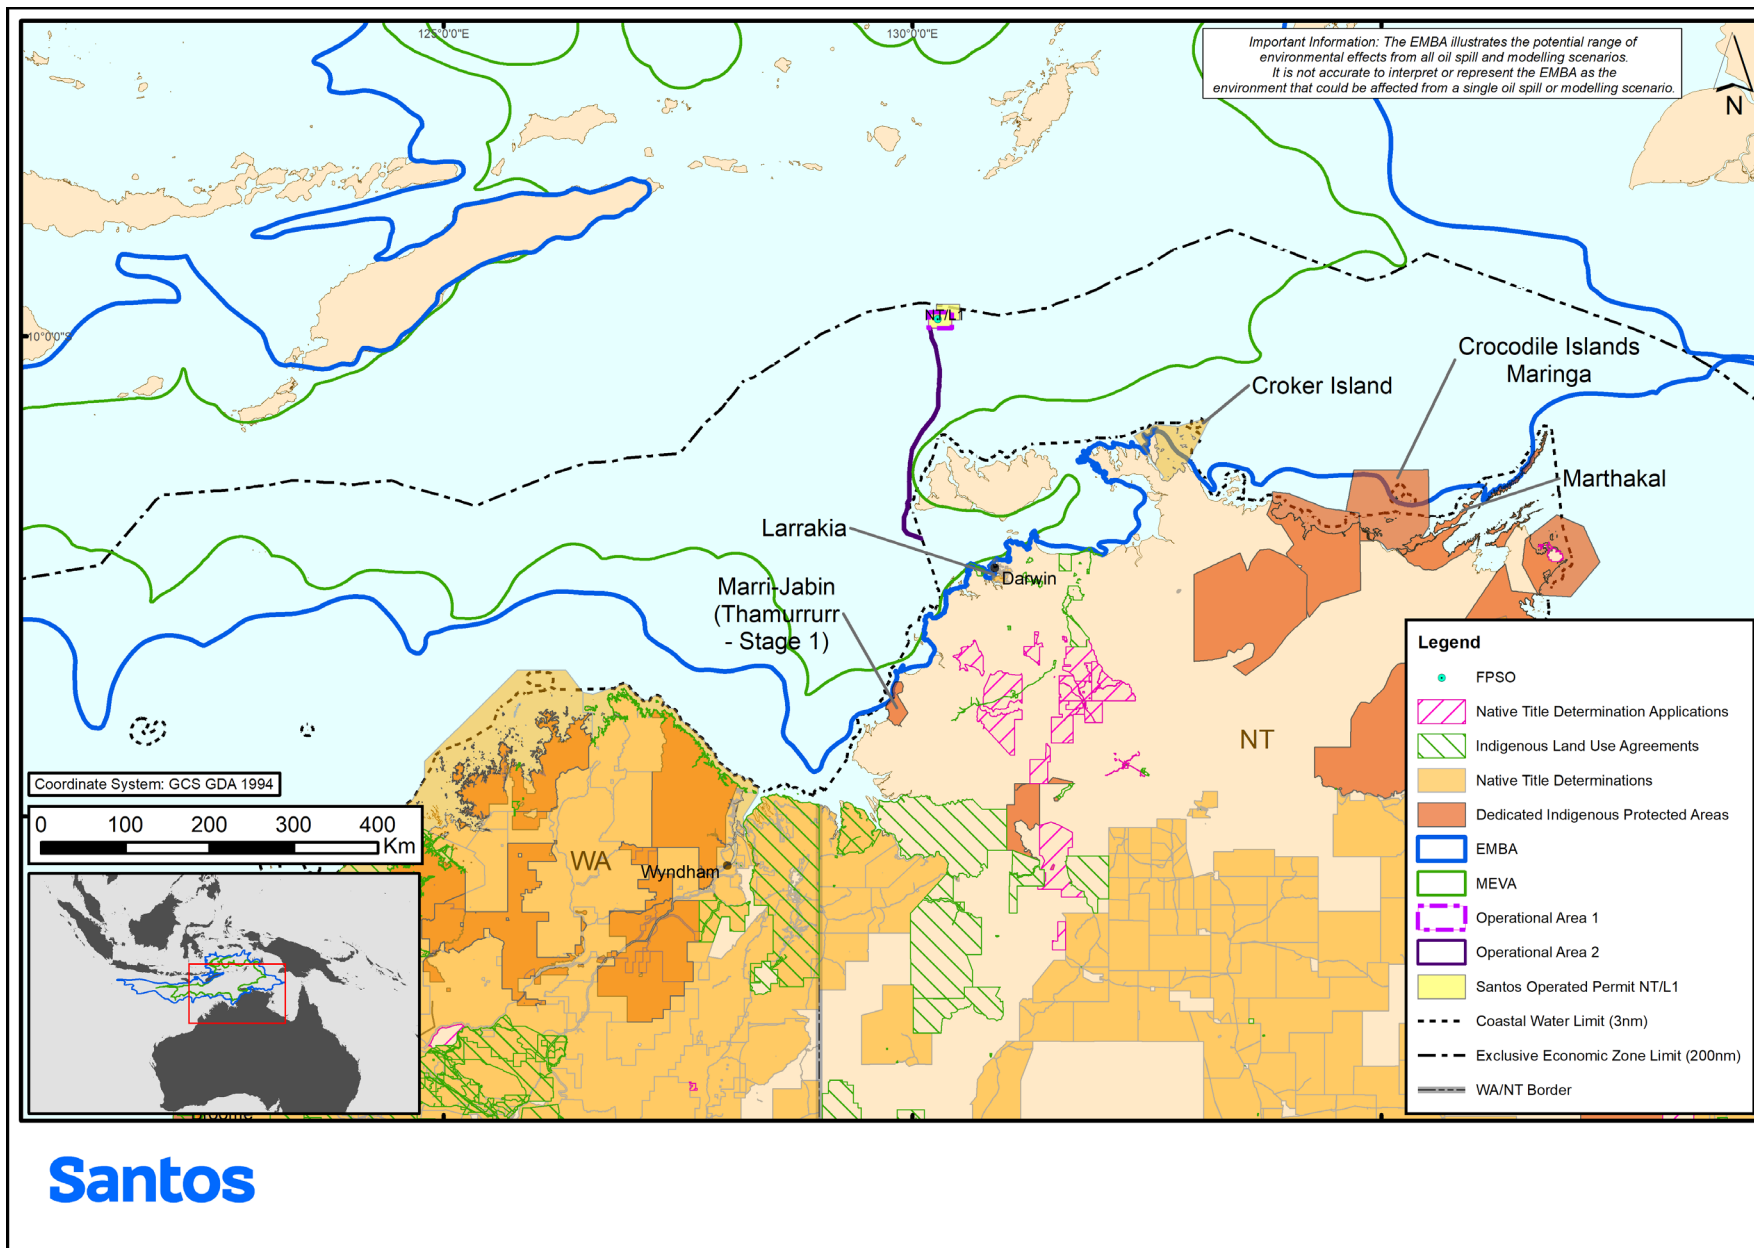 125°0'0"E
130°0'0"E
Important Information: The EMBA illustrates the potential range of
environmental effects from all oil spill and modelling scenarios.
It is not accurate to interpret or represent the EMBA as the
environment that could be affected from a single oil spill or modelling scenario.
N
NT/L1
10°0'0"S
Crocodile Islands
Maringa
Croker Island
Marthakal
Larrakia
Darwin
Marri-Jabin
(Thamurrurr
- Stage 1)
NT
WA
Wyndham
Coordinate System: GCS GDA 1994
0 100 200 300 400
Km
Broome
Legend
FPSO
Native Title Determination Applications
Indigenous Land Use Agreements
Native Title Determinations
Dedicated Indigenous Protected Areas
EMBA
MEVA
Operational Area 1
Operational Area 2
Santos Operated Permit NT/L1
Coastal Water Limit (3nm)
Exclusive Economic Zone Limit (200nm)
WA/NT Border
Santos